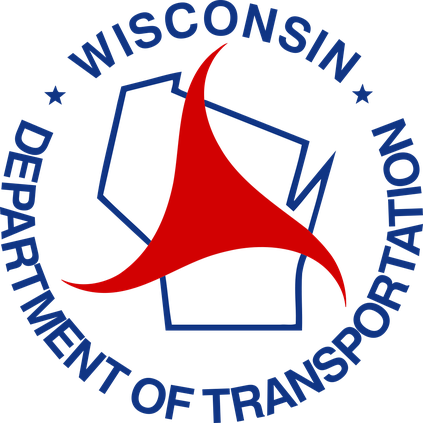 WISCONSIN
DEPARTMENT OF TRANSPORTATION